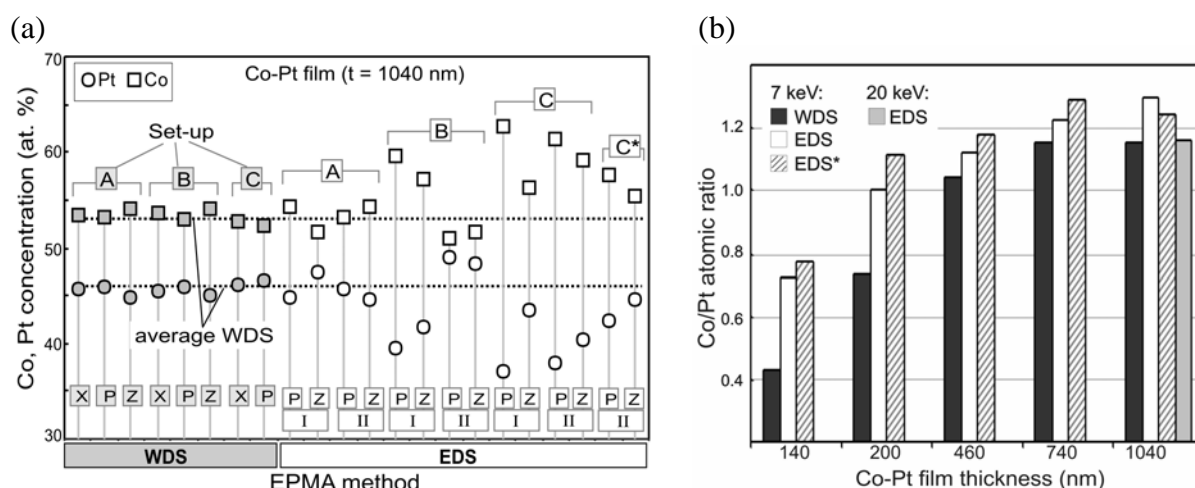 (a)
70
60
50
40
30
Co, Pt concentration (at. %)
Pt Co
Co-Pt film (t = 1040 nm)
Set-up
A B C
A B C C*
average WDS
X P Z X P Z X P
P Z P Z P Z P Z P Z P Z P Z
I II I II I II II
WDS EDS
EPMA method
(b)
Co/Pt atomic ratio
1.2
1.0
0.8
0.6
0.4
7 keV: 20 keV:
WDS EDS
EDS
EDS*
140 200 460 740 1040
Co-Pt film thickness (nm)